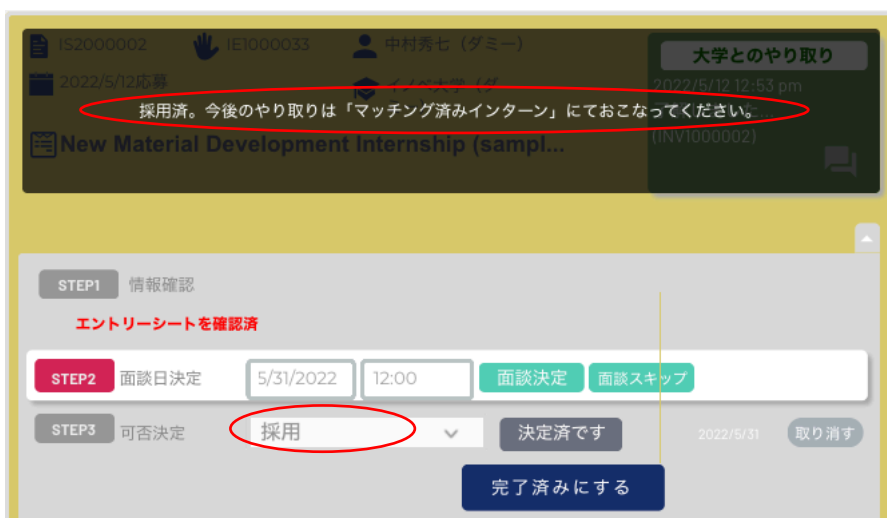 IS2000002 IE1000033 中村秀七（ダミー） 大学とのやり取り
2022/5/12応募 イノベ大学（ダ 2022/5/12 12:53 pm
採用済。今後のやり取りは「マッチング済みインターン」にておこなってください。
New Material Development Internship (sampl... (INV1000002)
STEP1 情報確認
エントリーシートを確認済
STEP2 面談日決定 5/31/2022 12:00 面談決定 面談スキップ
STEP3 可否決定 採用 決定済です 2022/5/31 取り消す
完了済みにする